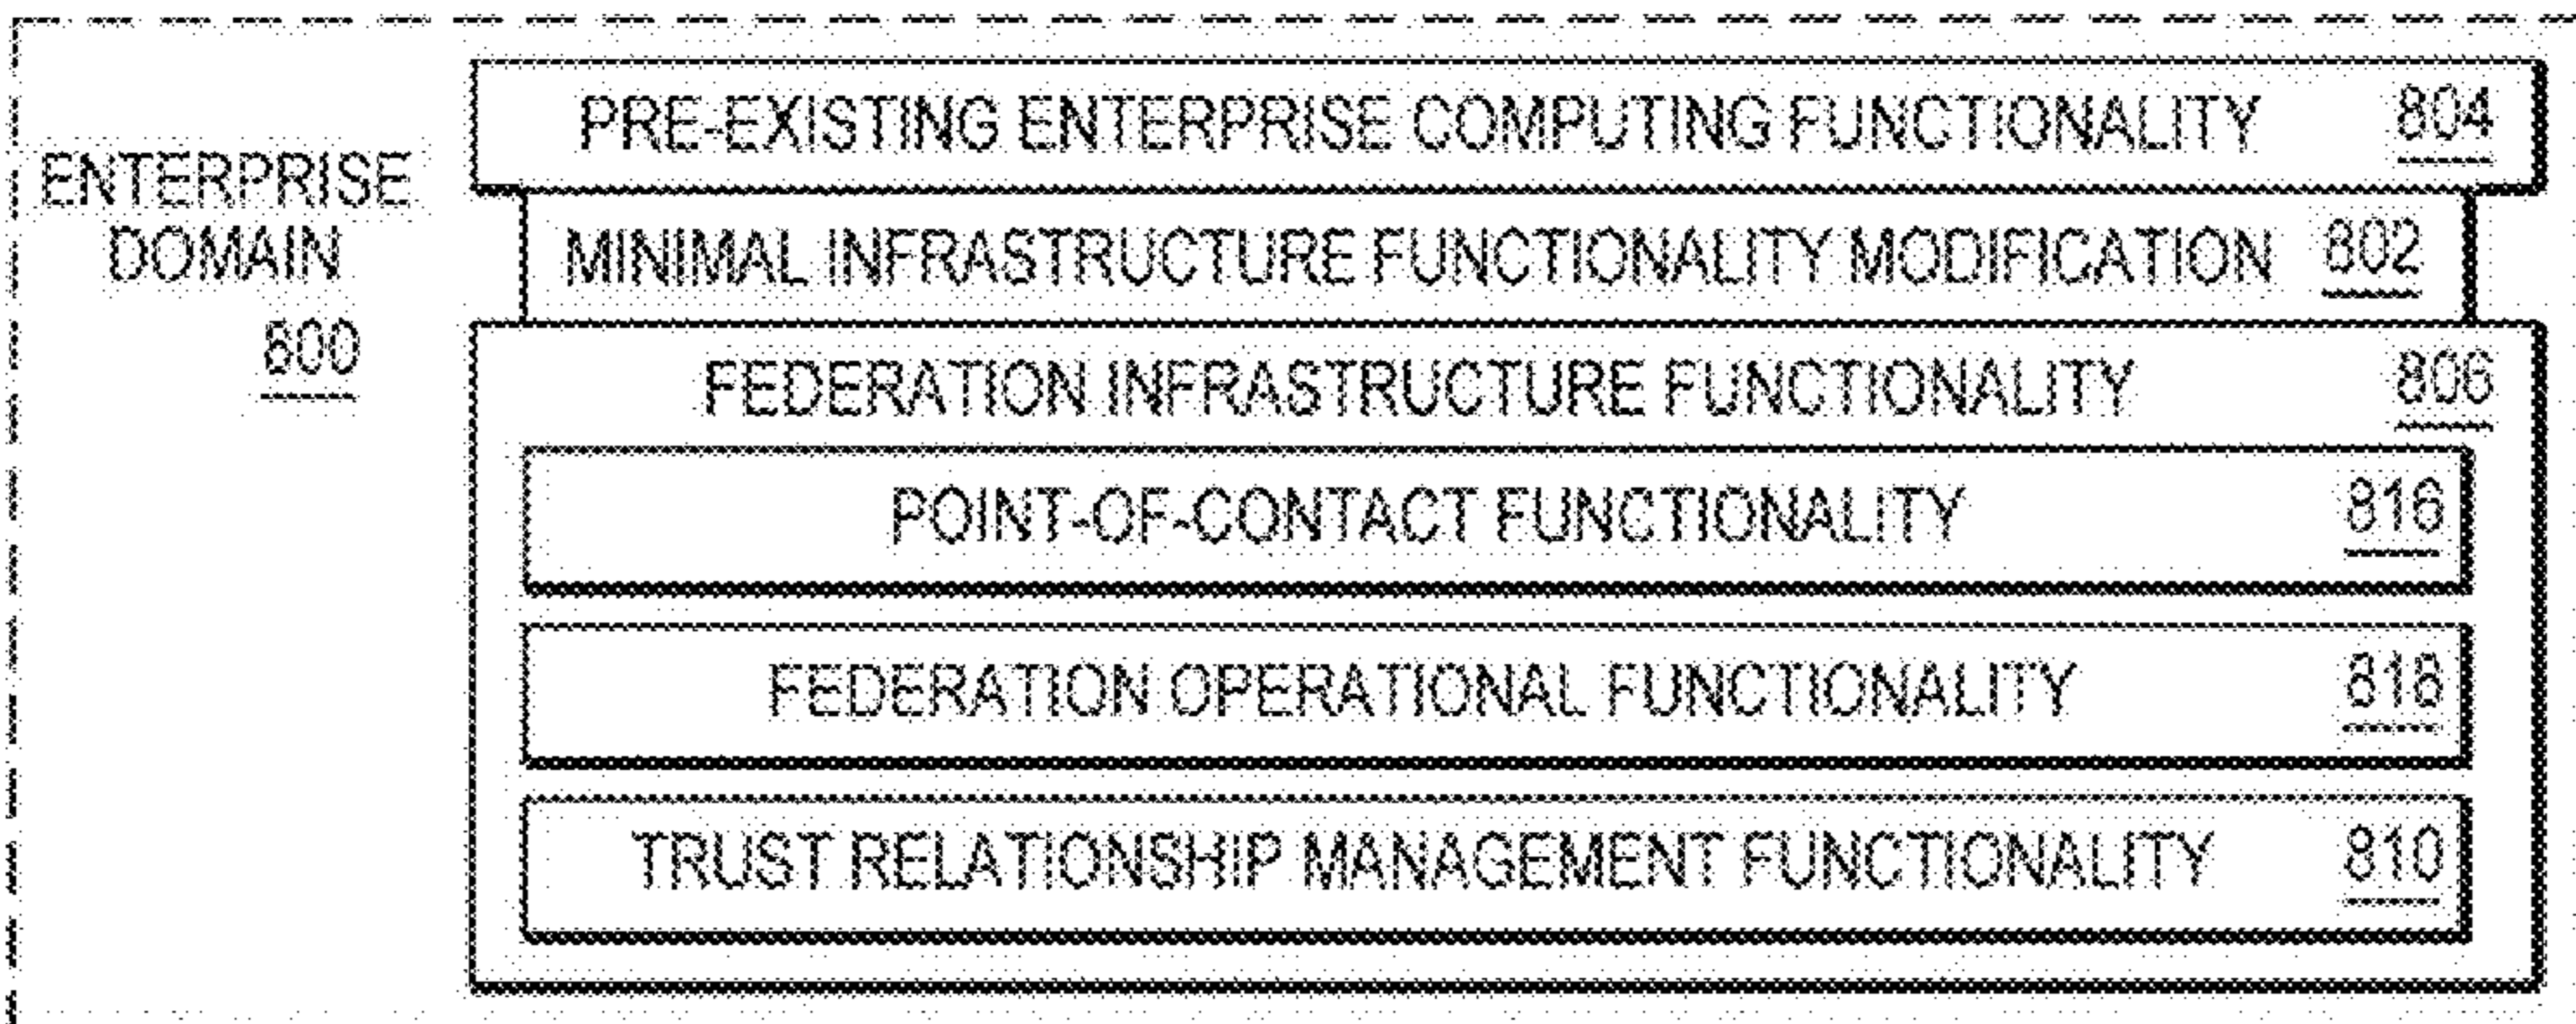 PRE-EXISTING ENTERPRISE COMPUTING FUNCTIONALITY 804
ENTERPRISE
DOMAIN
800
MINIMAL INFRASTRUCTURE FUNCTIONALITY MODIFICATION 802
FEDERATION INFRASTRUCTURE FUNCTIONALITY 806
POINT-OF-CONTACT FUNCTIONALITY 816
FEDERATION OPERATIONAL FUNCTIONALITY 818
TRUST RELATIONSHIP MANAGEMENT FUNCTIONALITY 810